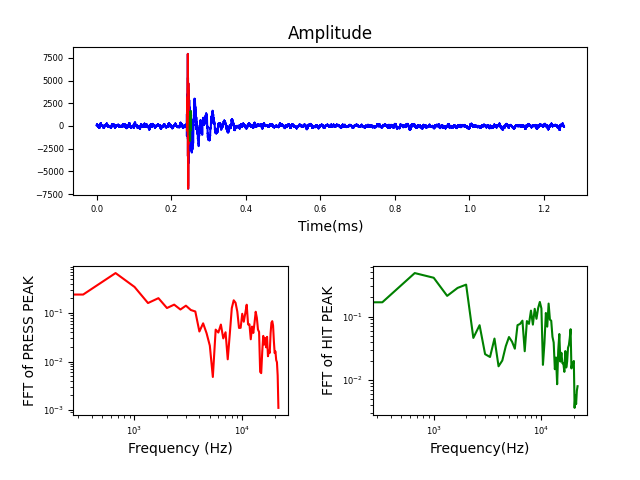 Amplitude
7500
5000
2500
0
−2500
−5000
−7500
0.0 0.2 0.4 0.6 0.8 1.0 1.2
Time(ms)
FFT of PRESS PEAK
10⁻¹
10⁻²
10⁻³
10³ 10⁴
Frequency (Hz)
FFT of HIT PEAK
10⁻¹
10⁻²
10³ 10⁴
Frequency(Hz)